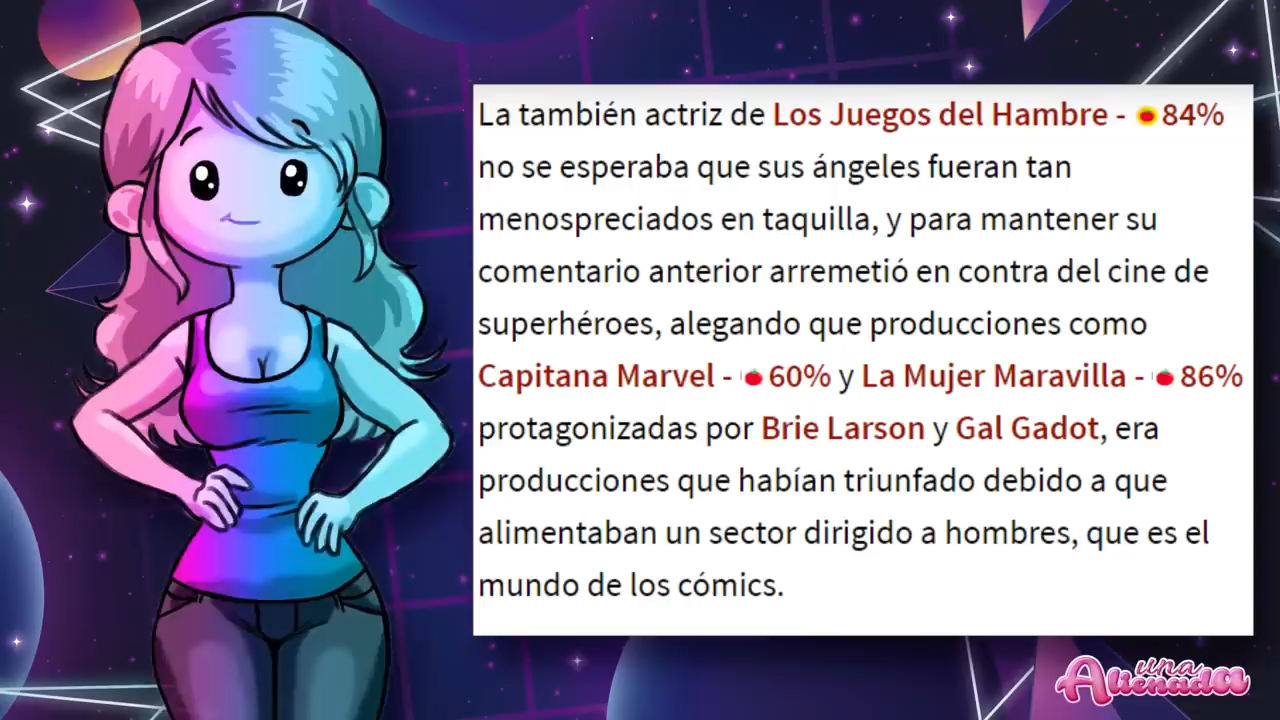 La también actriz de Los Juegos del Hambre - 84%
no se esperaba que sus ángeles fueran tan
menospreciados en taquilla, y para mantener su
comentario anterior arremetió en contra del cine de
superhéroes, alegando que producciones como
Capitana Marvel - 60% y La Mujer Maravilla - 86%
protagonizadas por Brie Larson y Gal Gadot, era
producciones que habían triunfado debido a que
alimentaban un sector dirigido a hombres, que es el
mundo de los cómics.
una
Alienada